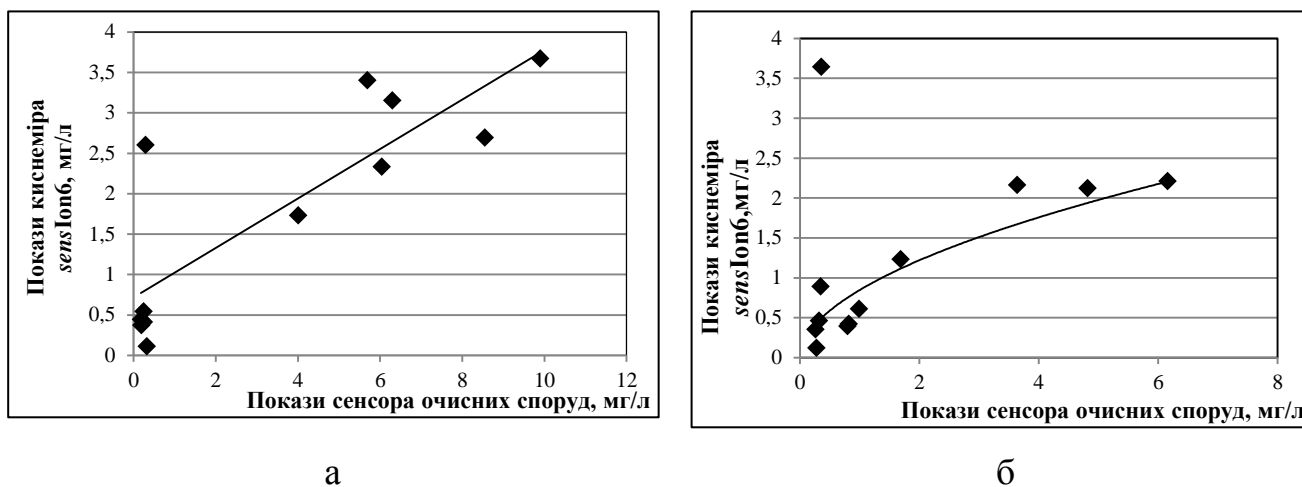 Покази киснеміра
sensIon6, мг/л
4
3,5
3
2,5
2
1,5
1
0,5
0
0 2 4 6 8 10 12
Покази сенсора очисних споруд, мг/л
а
Покази киснеміра
sensIon6,мг/л
4
3,5
3
2,5
2
1,5
1
0,5
0
0 2 4 6 8
Покази сенсора очисних споруд, мг/л
б